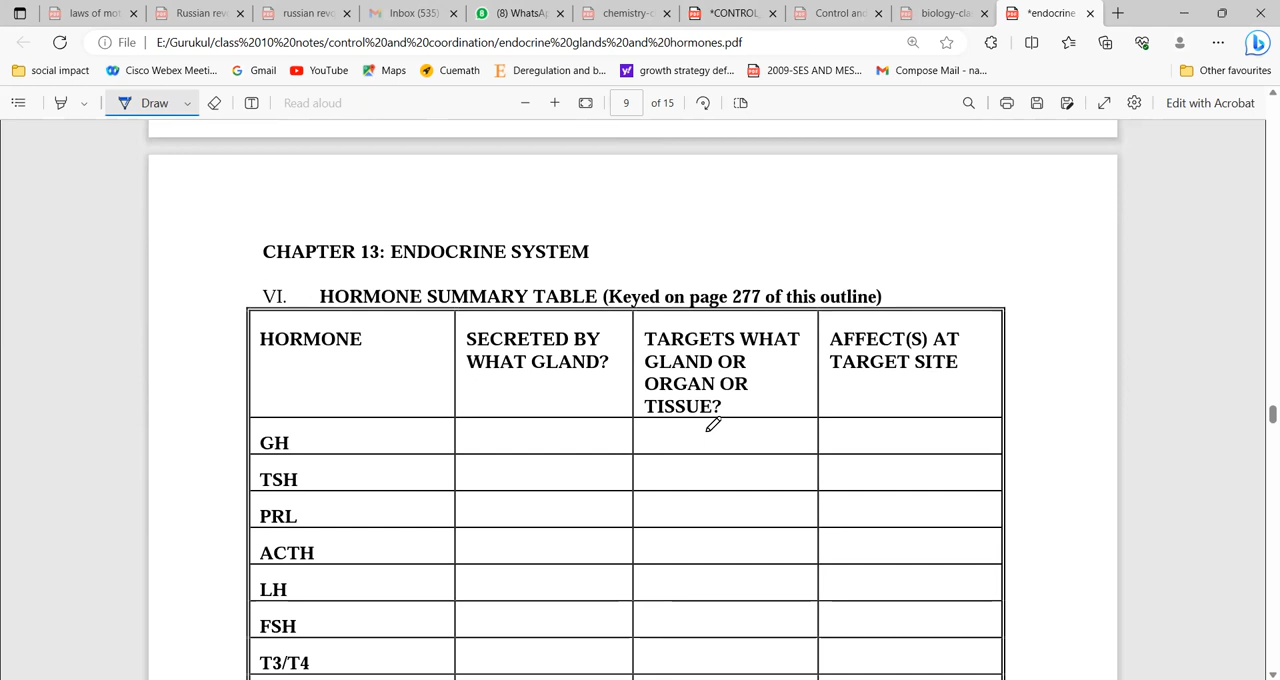 laws of mot
Russian rev
russian rev
Inbox (535)
(8) WhatsAp
chemistry-c
*CONTROL
Control and
biology-cla
*endocrine
File E:/Gurukul/class%2010%20notes/control%20and%20coordination/endocrine%20glands%20and%20hormones.pdf
social impact
Cisco Webex Meeti...
Gmail
YouTube
Maps
Cuemath
Deregulation and b...
growth strategy def...
2009-SES AND MES...
Compose Mail - na...
Other favourites
Draw
Read aloud
9 of 15
Edit with Acrobat
CHAPTER 13: ENDOCRINE SYSTEM
VI. HORMONE SUMMARY TABLE (Keyed on page 277 of this outline)
HORMONE
SECRETED BY
WHAT GLAND?
TARGETS WHAT
GLAND OR
ORGAN OR
TISSUE?
AFFECT(S) AT
TARGET SITE
GH
TSH
PRL
ACTH
LH
FSH
T3/T4